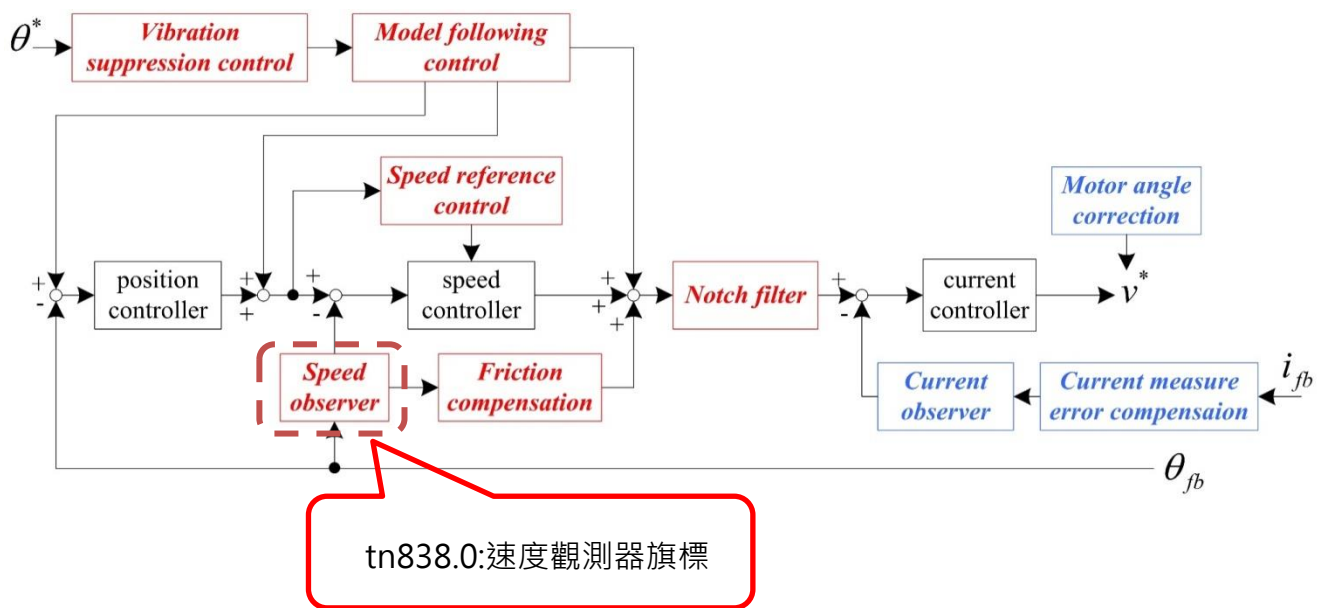 θ*
Vibration
suppression control
Model following
control
Speed reference
control
Motor angle
correction
+
-
position
controller
+
+
+
-
speed
controller
+
+
+
Notch filter
+
-
current
controller
v*
Speed
observer
Friction
compensation
Current
observer
Current measure
error compensaion
i_fb
θ_fb
tn838.0:速度觀測器旗標